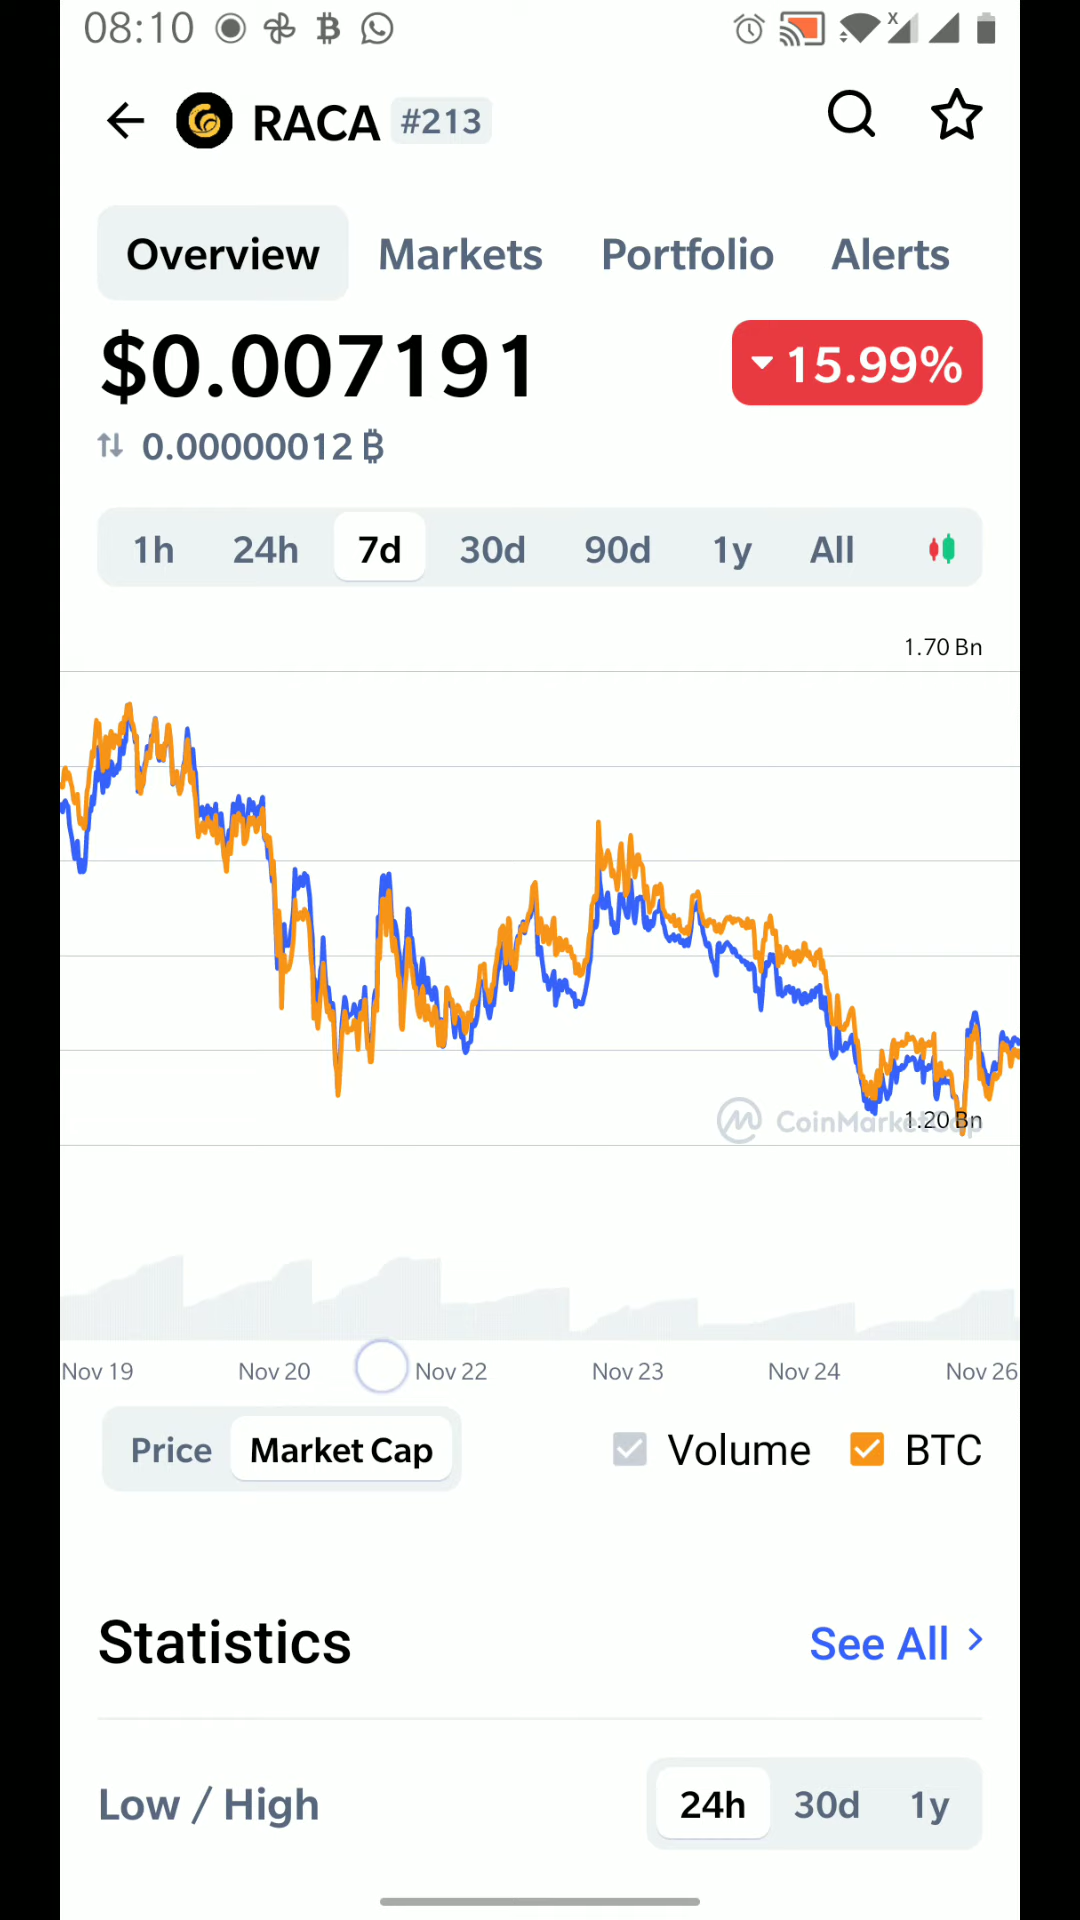 08:10
RACA #213
Overview Markets Portfolio Alerts
$0.007191 15.99%
0.00000012 ₿
1h 24h 7d 30d 90d 1y All
1.70 Bn
CoinMarketCap
1.20 Bn
Nov 19 Nov 20 Nov 22 Nov 23 Nov 24 Nov 26
Price Market Cap Volume BTC
Statistics See All
Low / High 24h 30d 1y